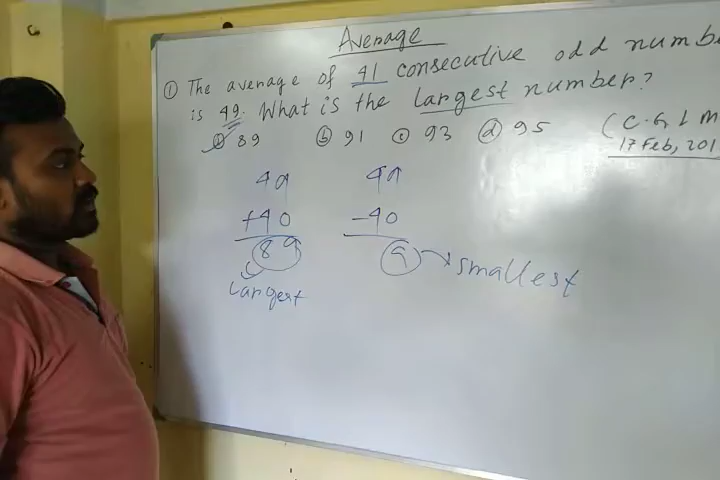 Average
① The average of 41 consecutive odd numbe
is 49. What is the largest number?
ⓐ 89 ⓑ 91 ⓒ 93 ⓓ 95 (C.G L M
17 Feb, 201
49 49
+40 -40
89 9 → smallest
Largest